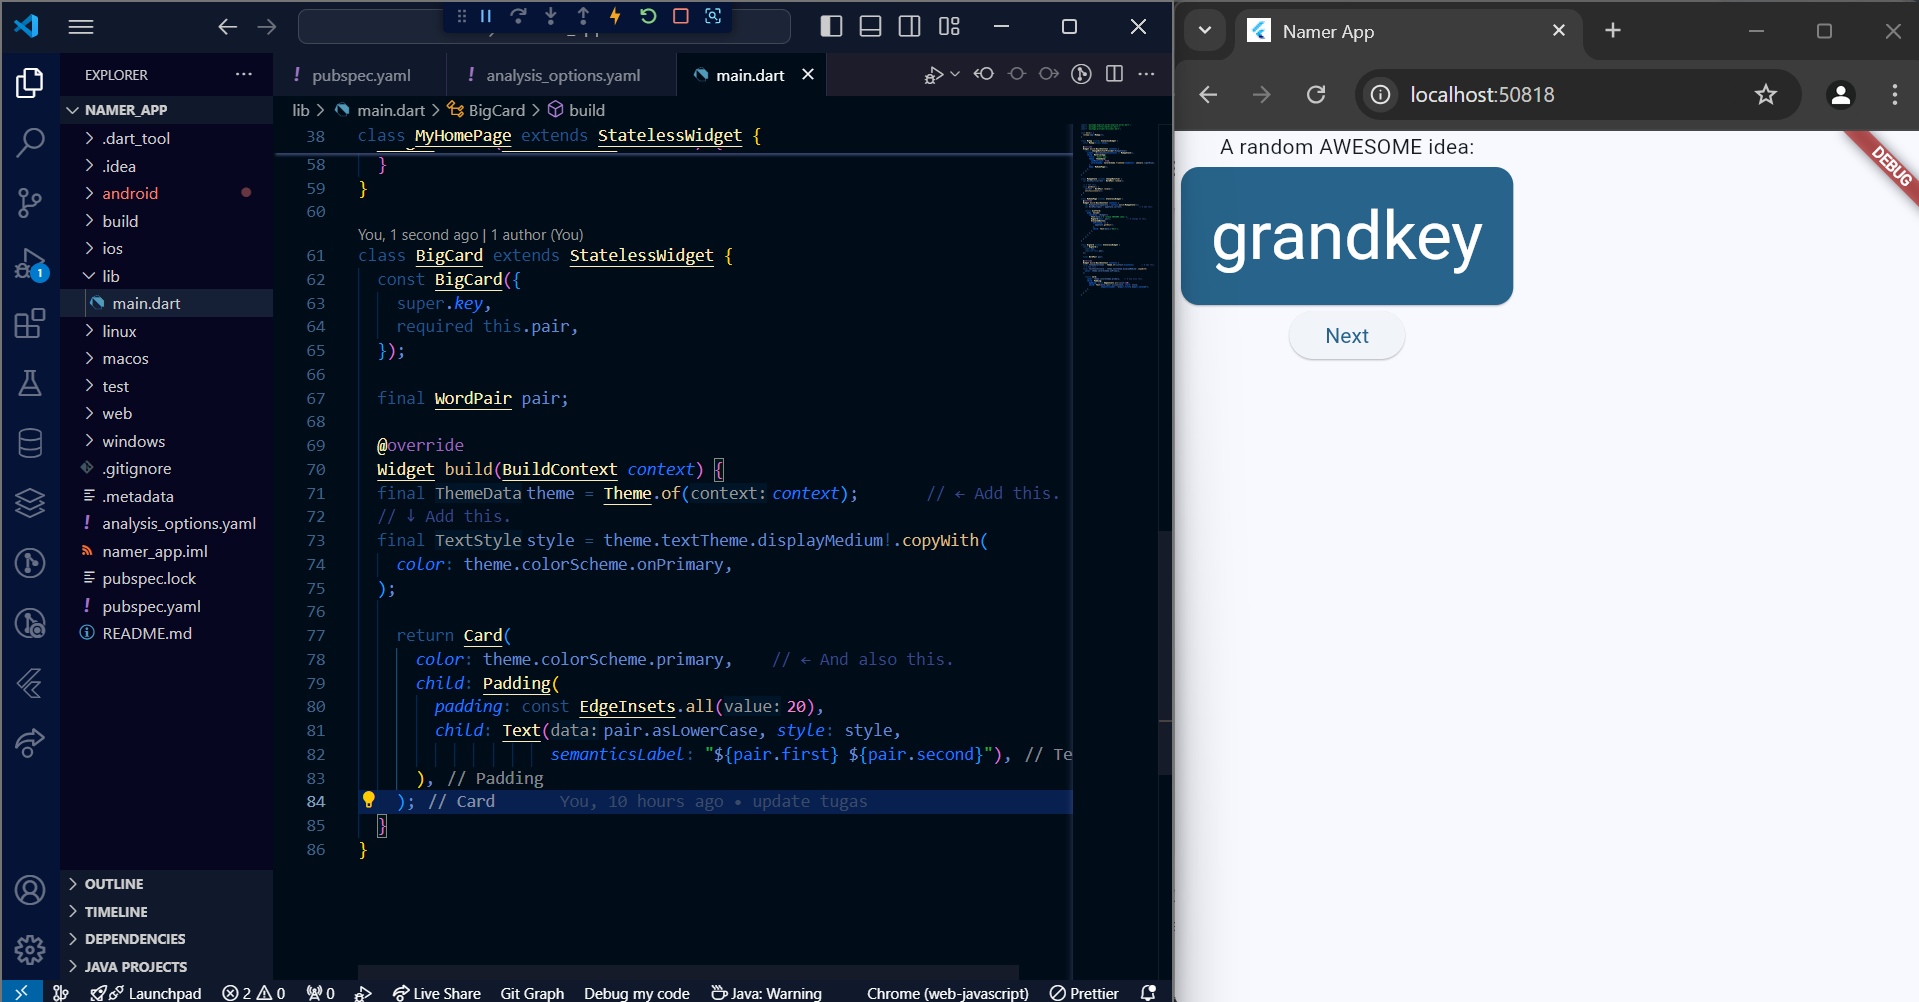 pubspec.yaml
analysis_options.yaml
main.dart
EXPLORER
NAMER_APP
.dart_tool
.idea
android
build
ios
lib
main.dart
linux
macos
test
web
windows
.gitignore
.metadata
! analysis_options.yaml
namer_app.iml
pubspec.lock
! pubspec.yaml
README.md
OUTLINE
TIMELINE
DEPENDENCIES
JAVA PROJECTS
1
lib > main.dart > BigCard > build
38 class MyHomePage extends StatelessWidget {
58 }
59 }
60
You, 1 second ago | 1 author (You)
61 class BigCard extends StatelessWidget {
62 const BigCard({
63 super.key,
64 required this.pair,
65 });
66
67 final WordPair pair;
68
69 @override
70 Widget build(BuildContext context) {
71 final ThemeData theme = Theme.of(context: context); // ← Add this.
72 // ↓ Add this.
73 final TextStyle style = theme.textTheme.displayMedium!.copyWith(
74 color: theme.colorScheme.onPrimary,
75 );
76
77 return Card(
78 color: theme.colorScheme.primary, // ← And also this.
79 child: Padding(
80 padding: const EdgeInsets.all(value: 20),
81 child: Text(data: pair.asLowerCase, style: style,
82 semanticsLabel: "${pair.first} ${pair.second}"), // Te
83 ), // Padding
84 ); // Card You, 10 hours ago • update tugas
85 }
86 }
Launchpad 2 0 0 Live Share Git Graph Debug my code Java: Warning Chrome (web-javascript) Prettier
Namer App
localhost:50818
A random AWESOME idea:
DEBUG
grandkey
Next